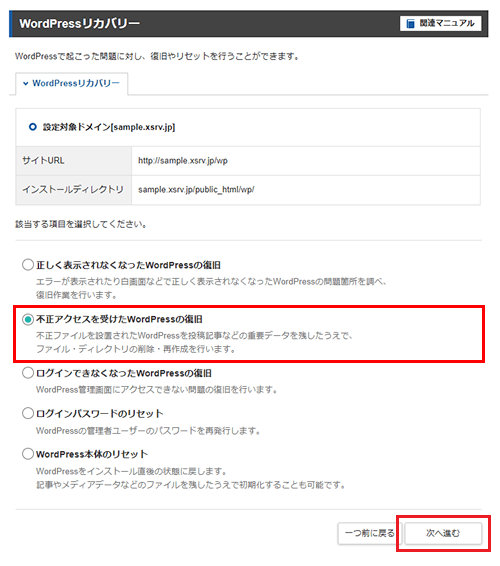 WordPressリカバリー
関連マニュアル
WordPressで起こった問題に対し、復旧やリセットを行うことができます。
WordPressリカバリー
設定対象ドメイン[sample.xsrv.jp]
サイトURL http://sample.xsrv.jp/wp
インストールディレクトリ sample.xsrv.jp/public_html/wp/
該当する項目を選択してください。
正しく表示されなくなったWordPressの復旧
エラーが表示されたり白画面などで正しく表示されなくなったWordPressの問題箇所を調べ、
復旧作業を行います。
不正アクセスを受けたWordPressの復旧
不正ファイルを設置されたWordPressを投稿記事などの重要データを残したうえで、
ファイル・ディレクトリの削除・再作成を行います。
ログインできなくなったWordPressの復旧
WordPress管理画面にアクセスできない問題の復旧を行います。
ログインパスワードのリセット
WordPressの管理者ユーザーのパスワードを再発行します。
WordPress本体のリセット
WordPressをインストール直後の状態に戻します。
記事やメディアデータなどのファイルを残したうえで初期化することも可能です。
一つ前に戻る
次へ進む